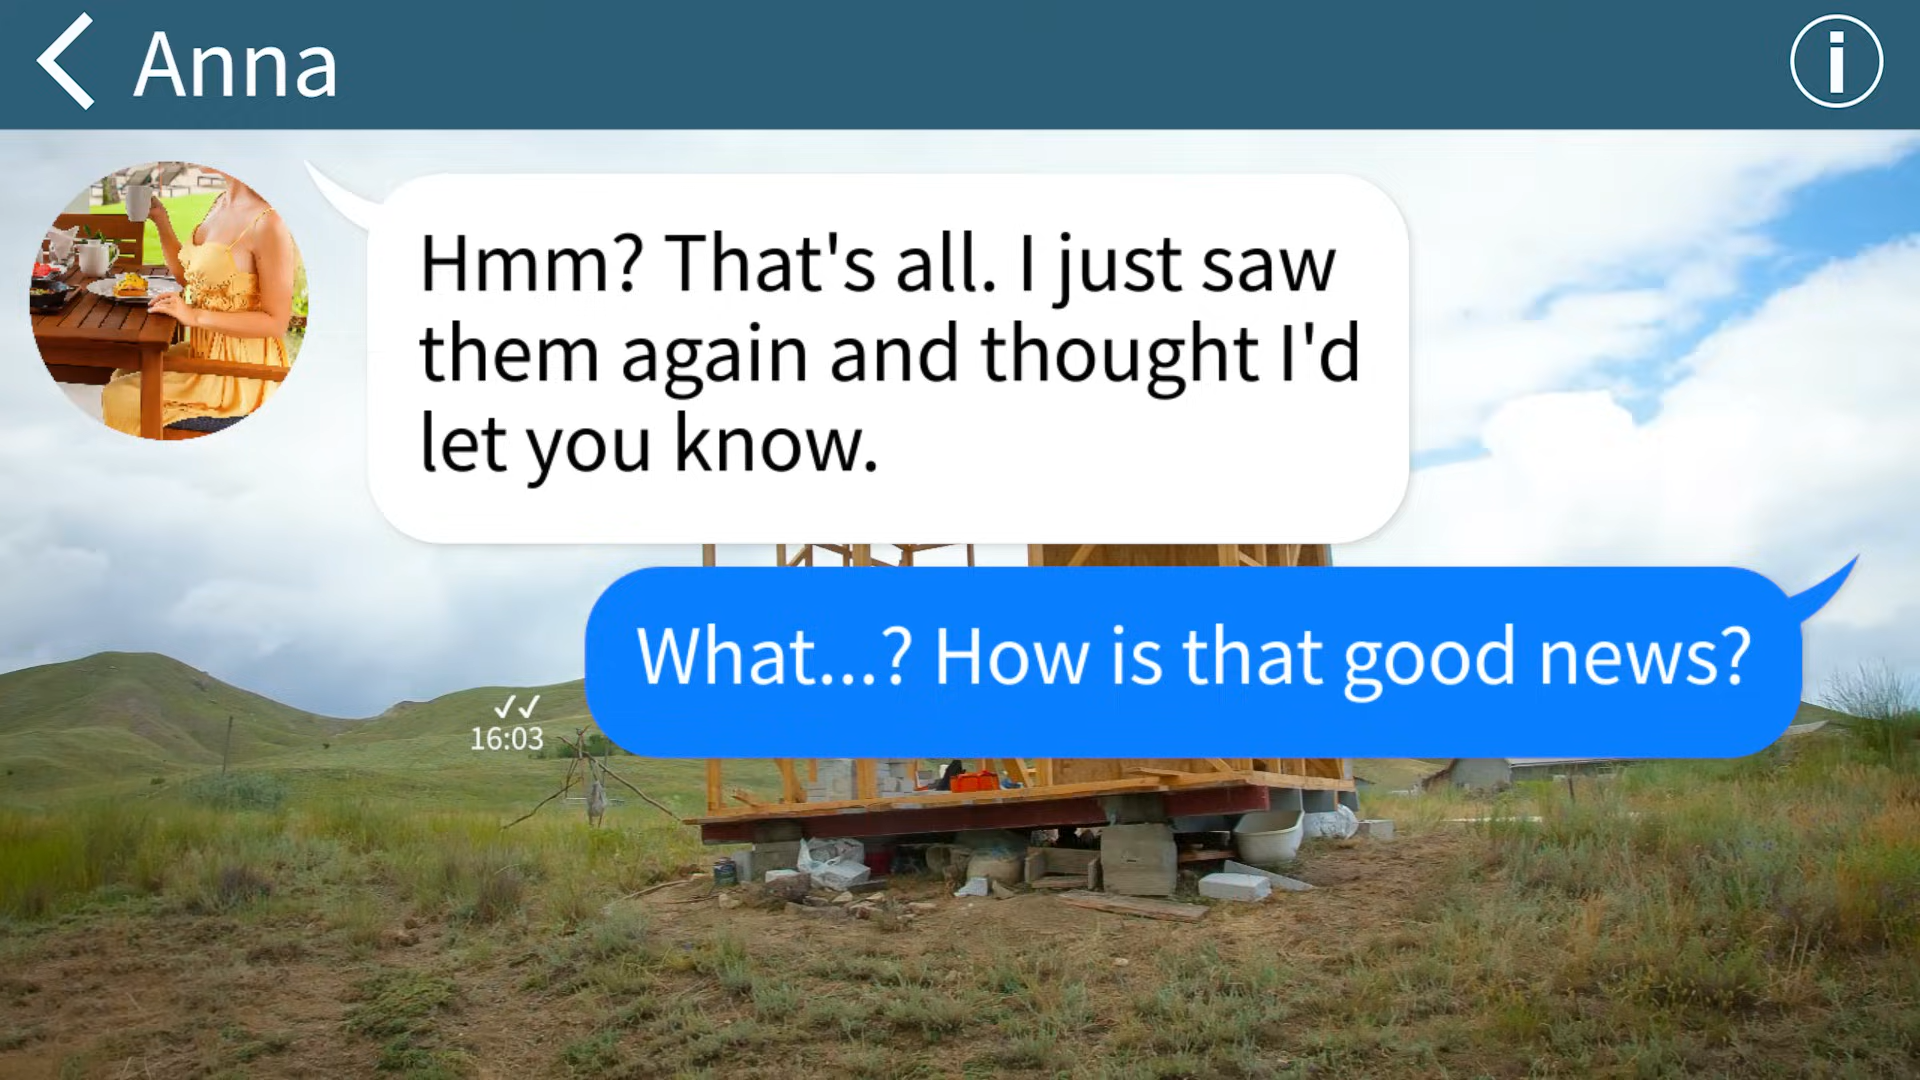 Anna
Hmm? That's all. I just saw
them again and thought I'd
let you know.
What...? How is that good news?
16:03